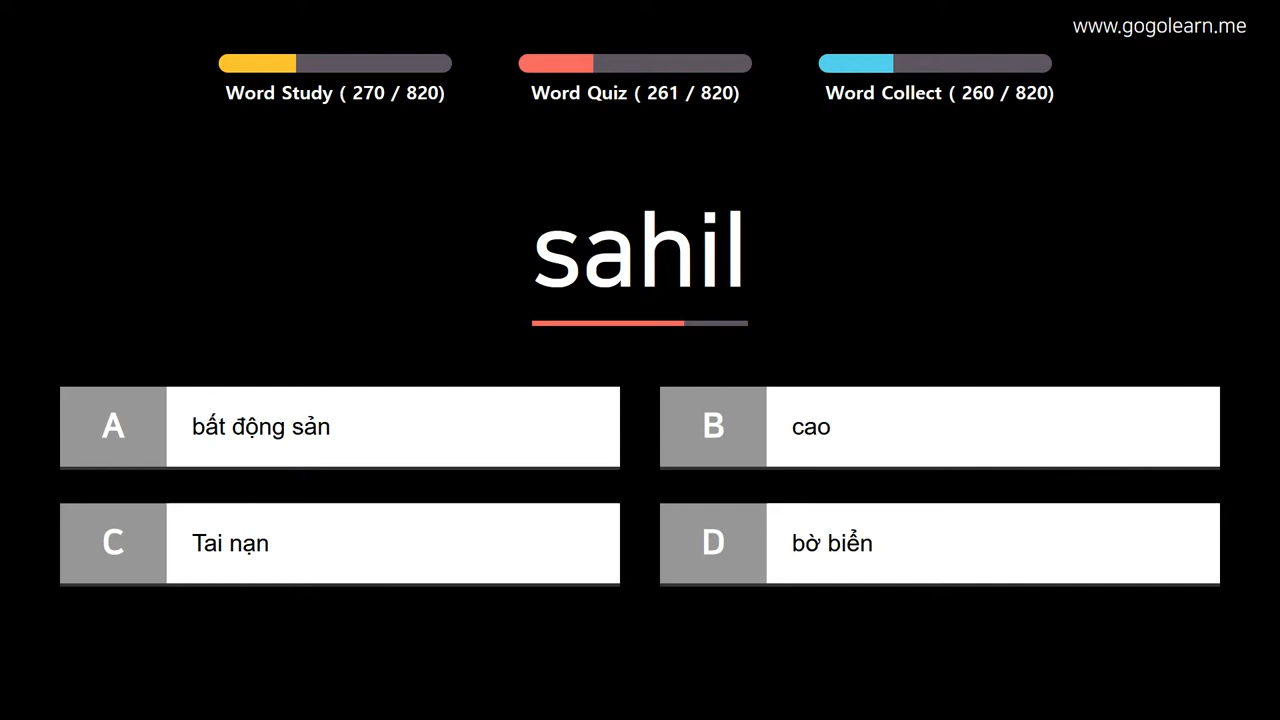 www.gogolearn.me
Word Study ( 270 / 820)
Word Quiz ( 261 / 820)
Word Collect ( 260 / 820)
sahil
A bất động sản
B cao
C Tai nạn
D bờ biển